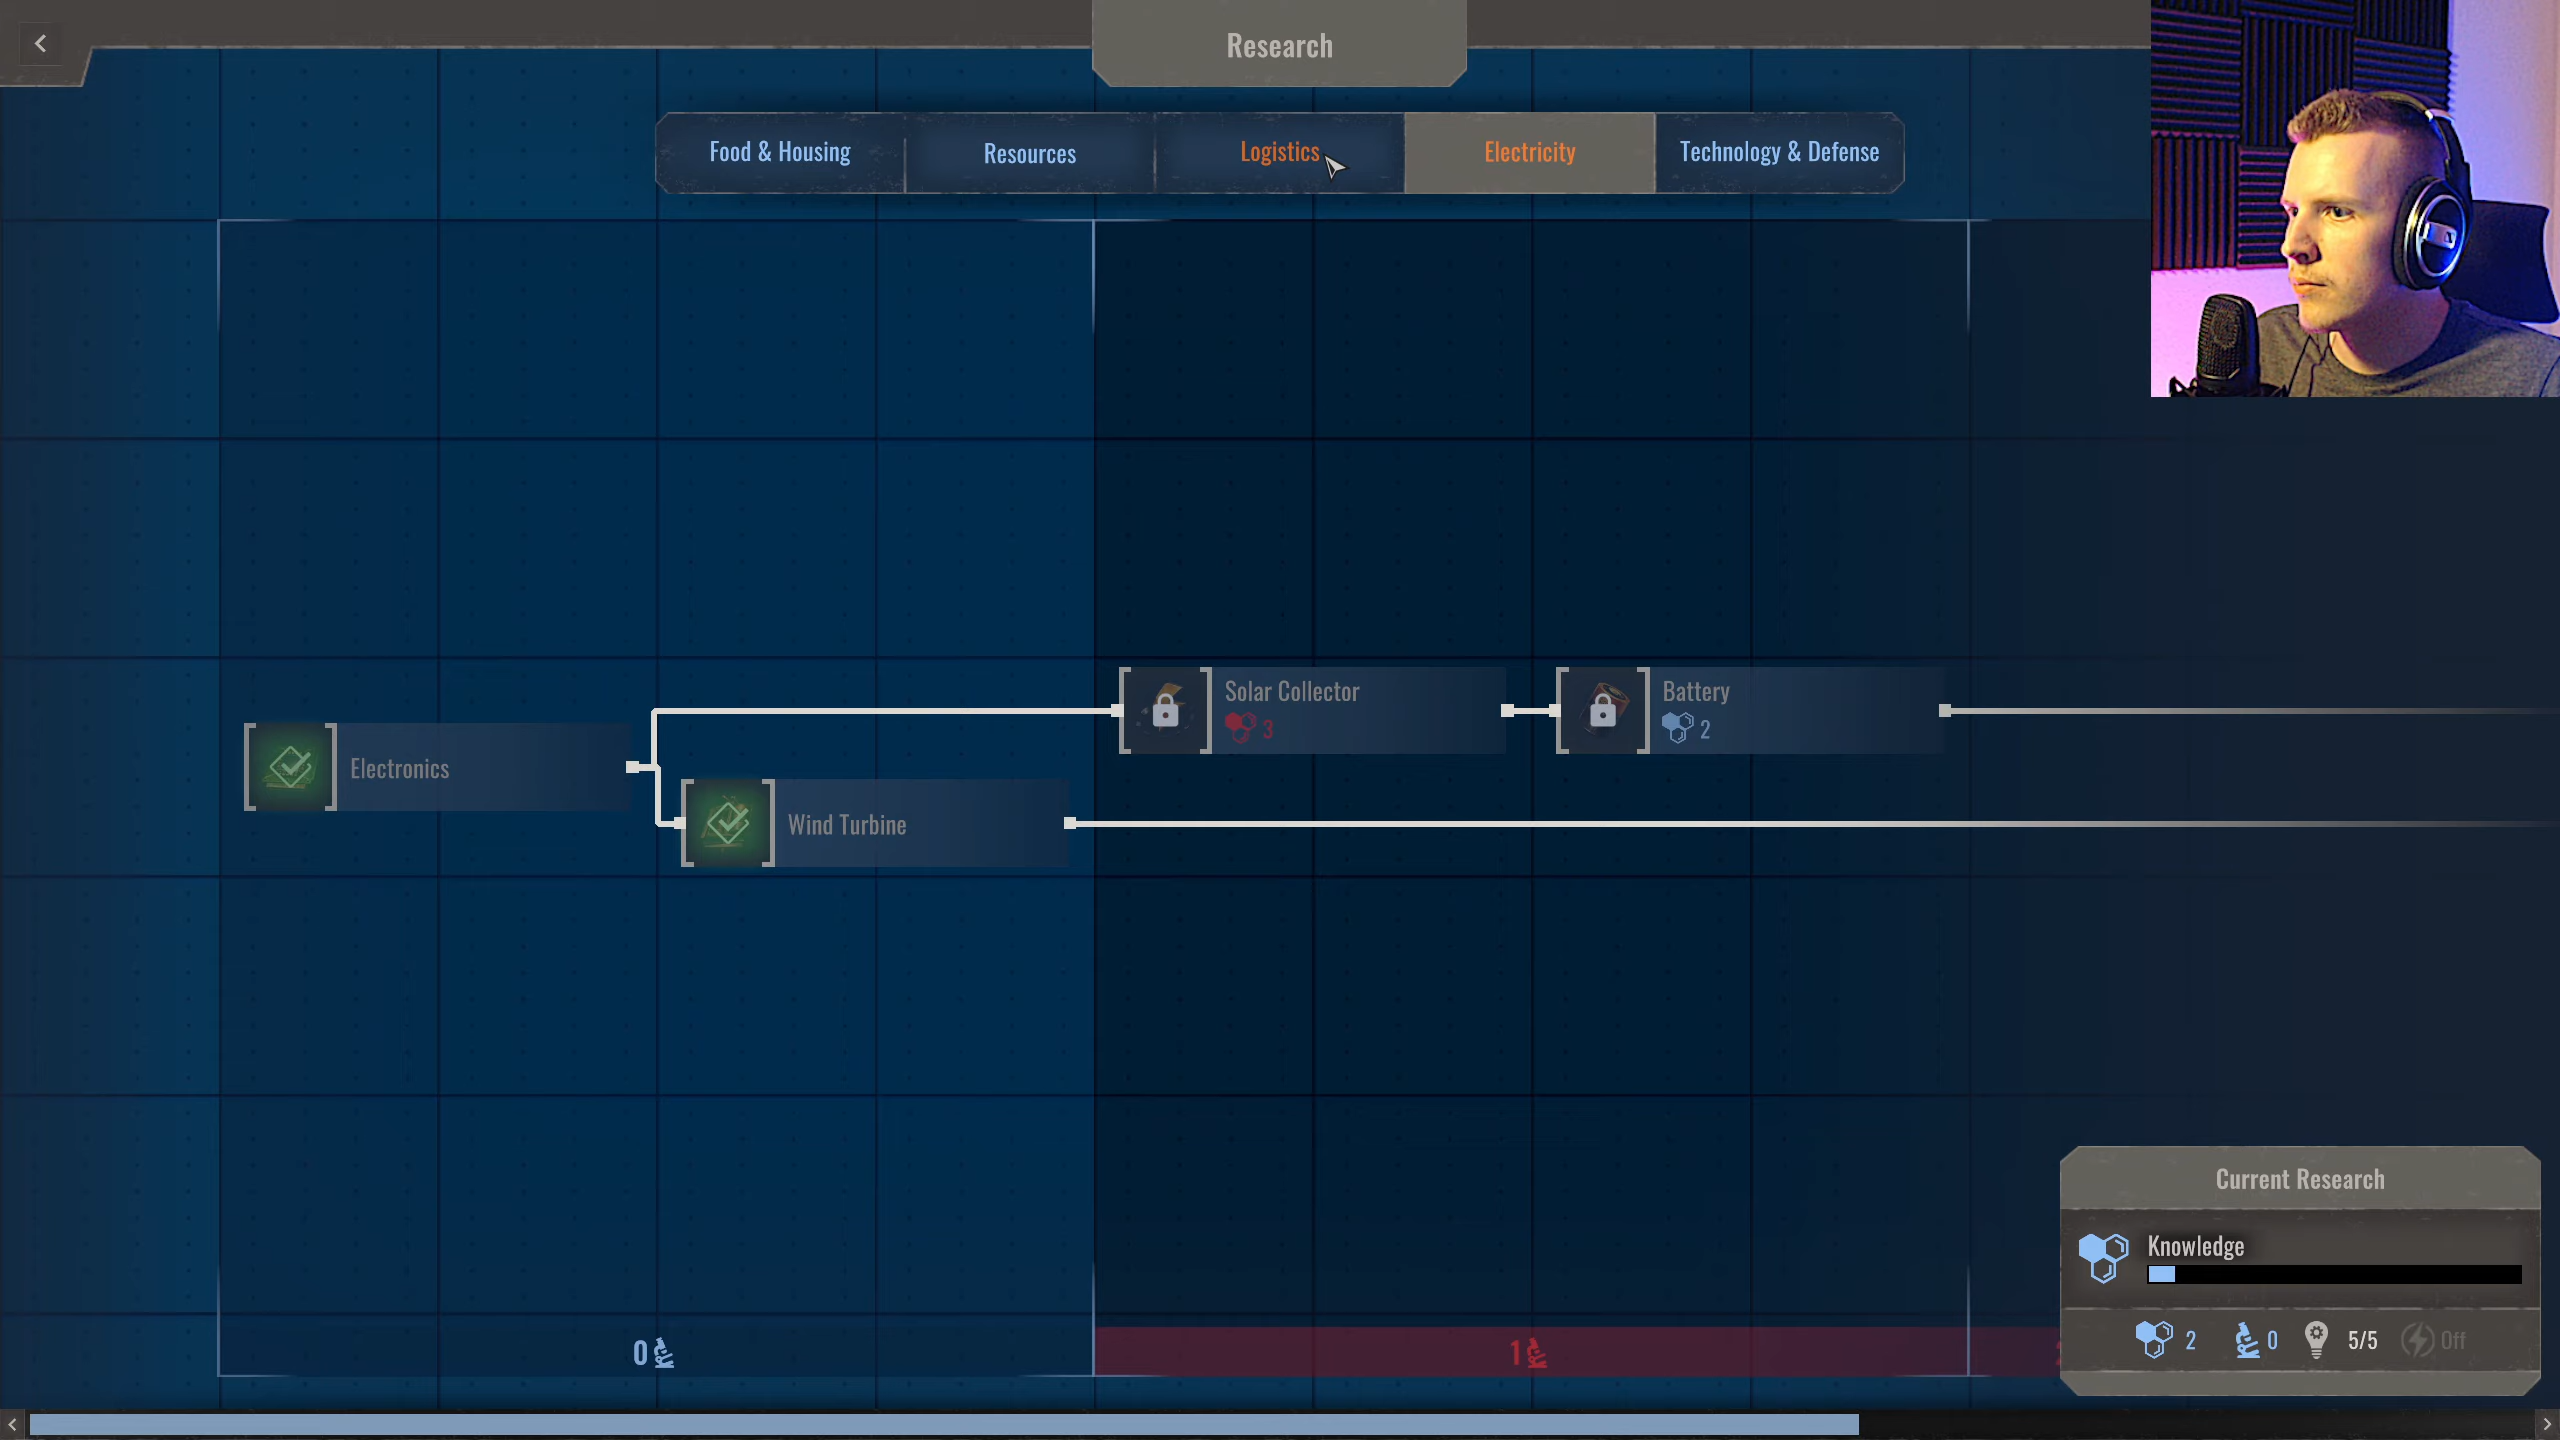 Research
Food & Housing
Resources
Logistics
Electricity
Technology & Defense
Solar Collector
3
Battery
2
Electronics
Wind Turbine
Current Research
Knowledge
2
0
5/5
Off
0
1